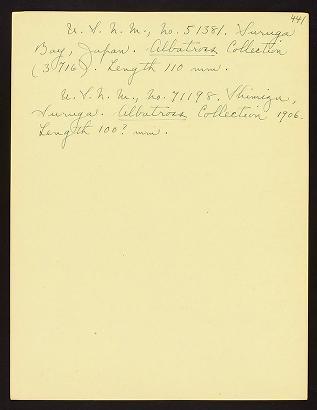 441
U. S. N. M., No. 51381. Suruga
Bay, Japan. Albatross Collection
(3716). Length 110 mm.
U. S. N. M., No. 71198. Shimizu,
Suruga. Albatross Collection 1906.
Length 100? mm.